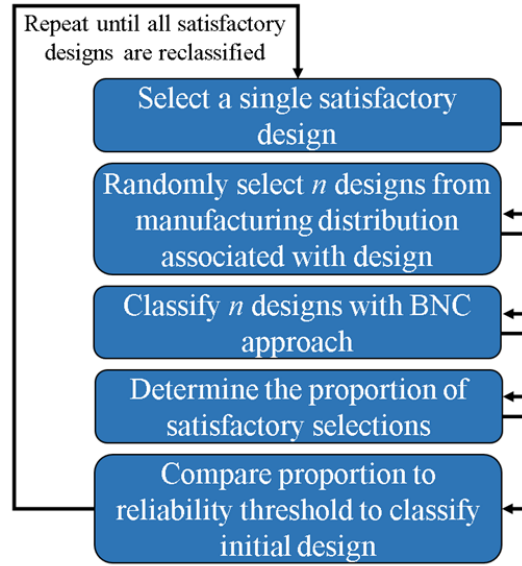 Repeat until all satisfactory
designs are reclassified
Select a single satisfactory
design
Randomly select n designs from
manufacturing distribution
associated with design
Classify n designs with BNC
approach
Determine the proportion of
satisfactory selections
Compare proportion to
reliability threshold to classify
initial design